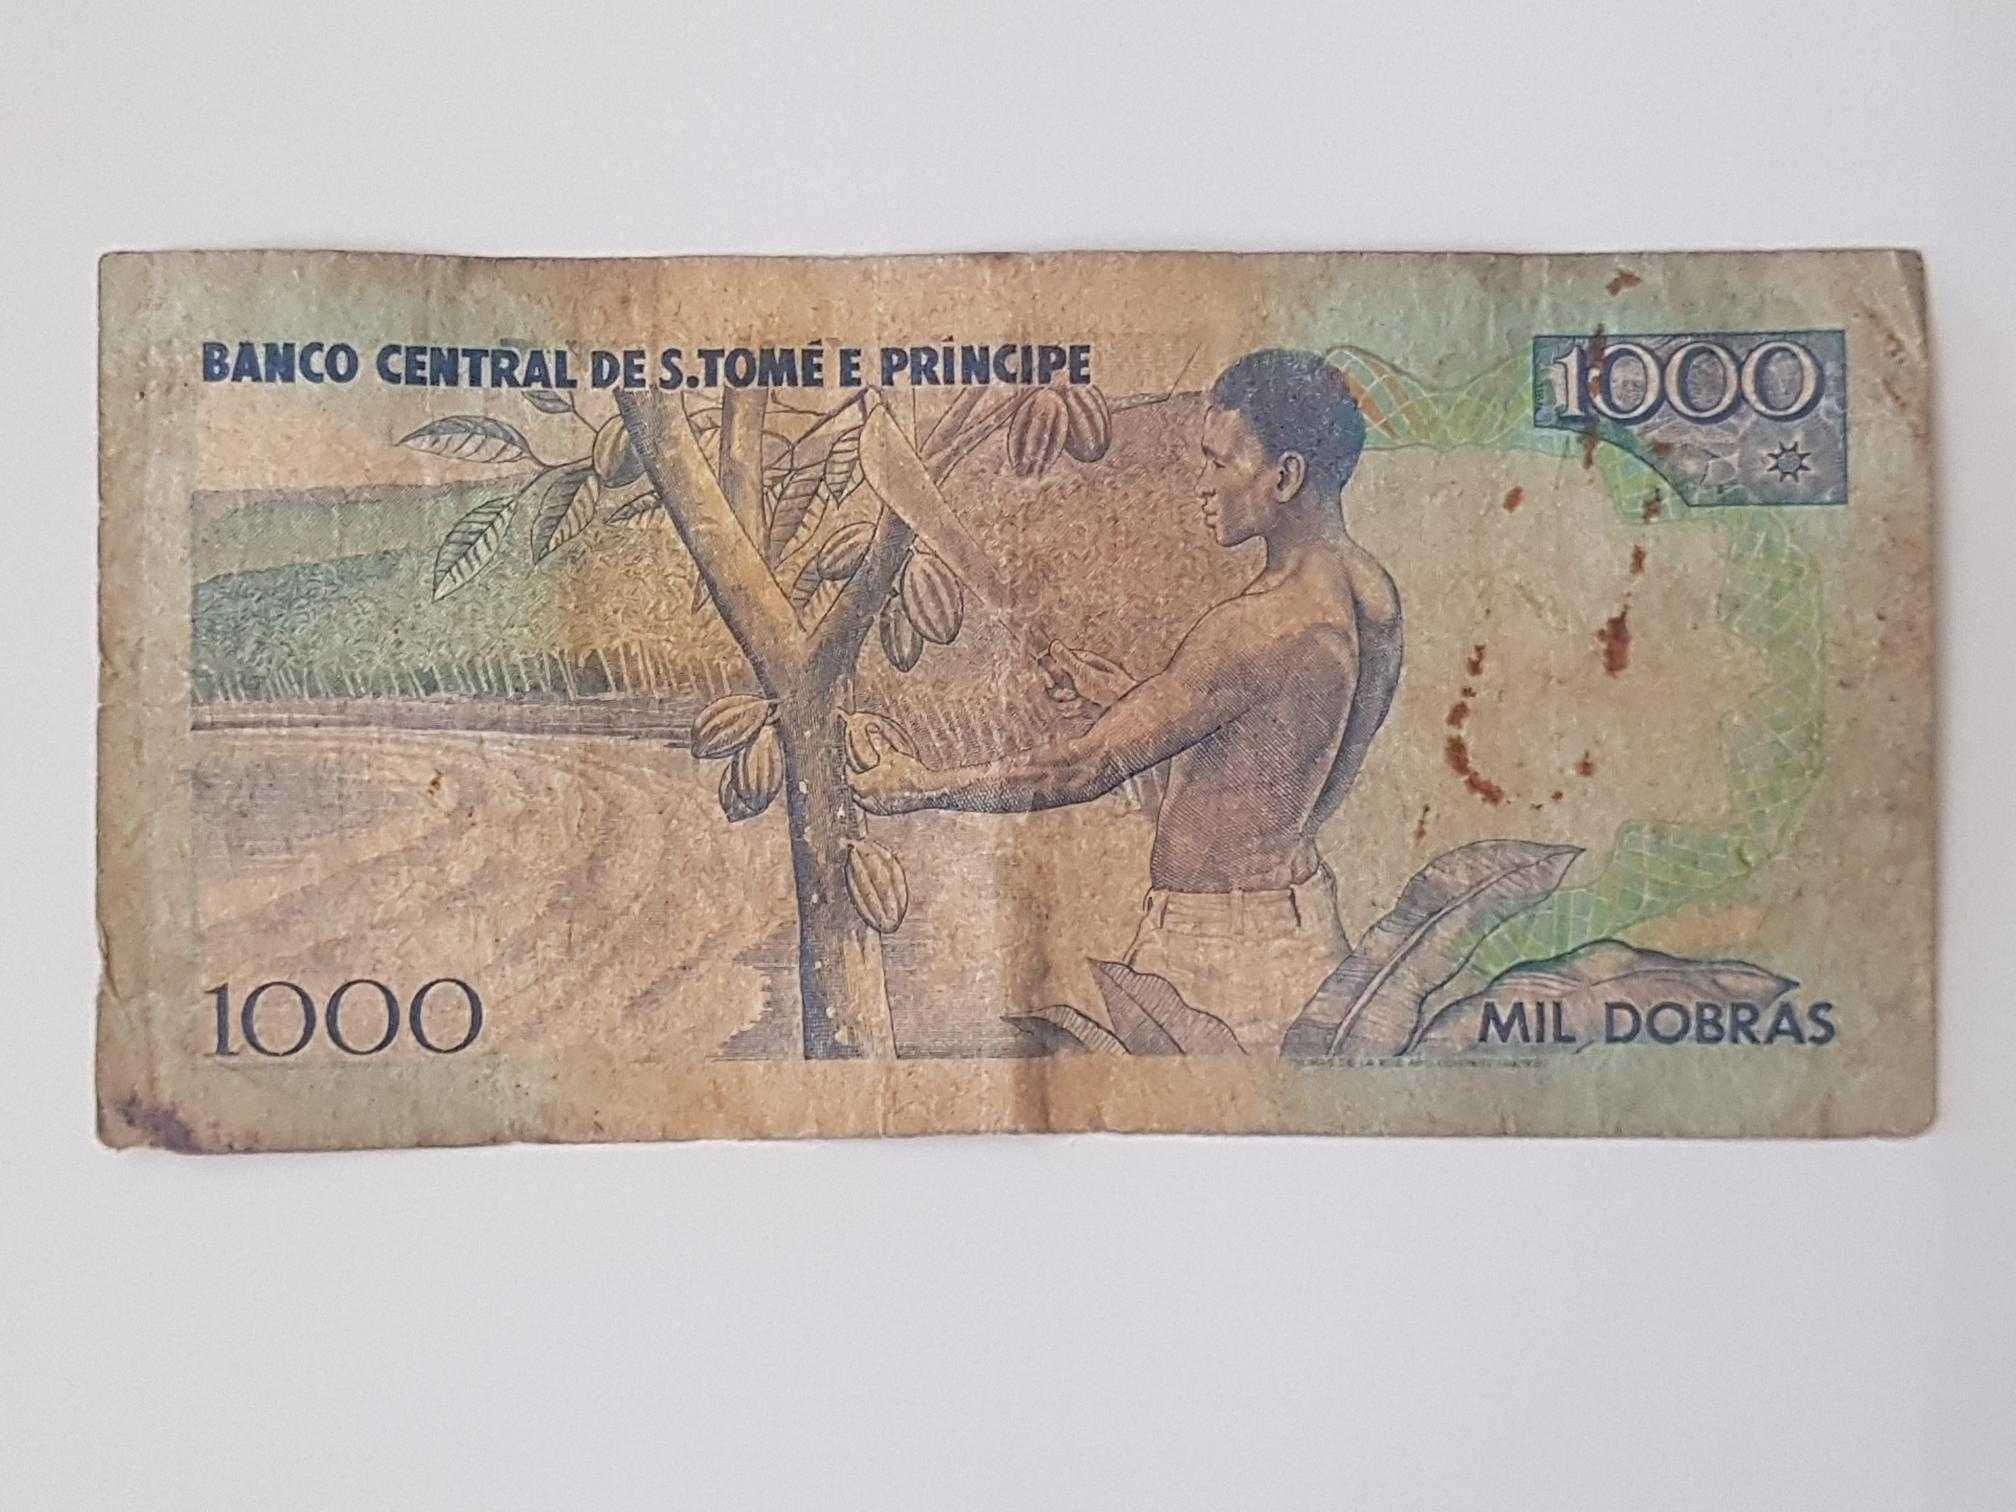 BANCO CENTRAL DE S.TOMÉ E PRÍNCIPE
1000
1000
MIL DOBRAS